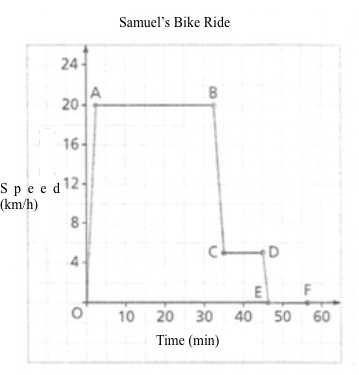 Samuel's Bike Ride
24
A B
20
16
S p e e d 12
(km/h)
8
C D
4
E F
O 10 20 30 40 50 60
Time (min)